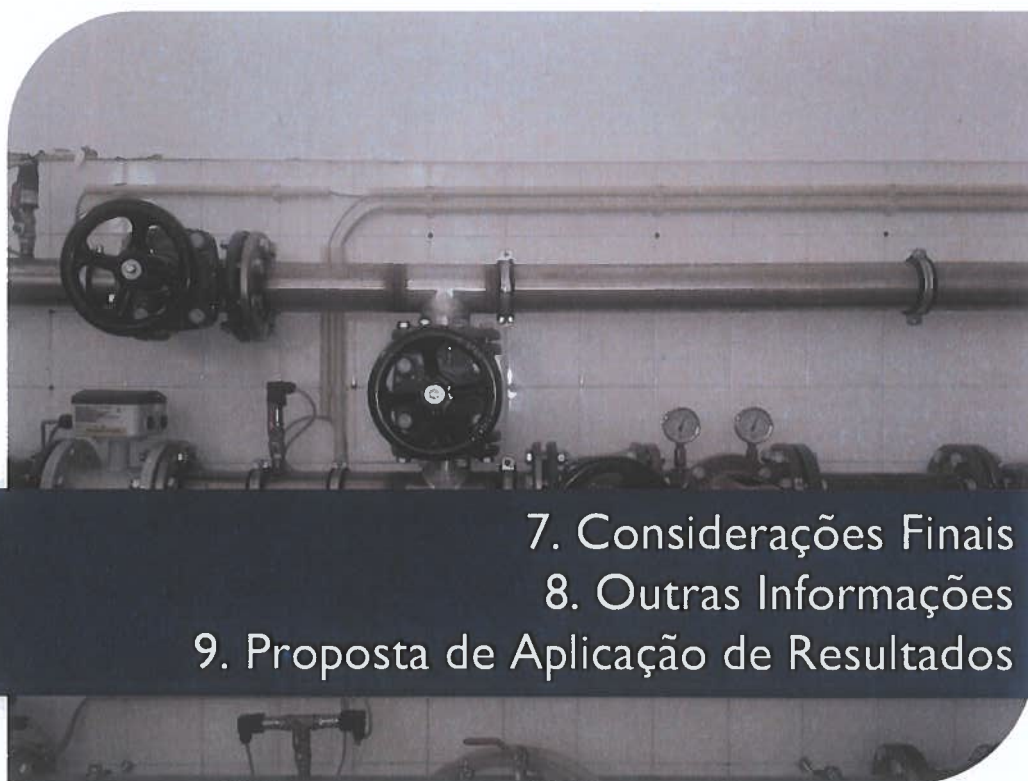 7. Considerações Finais
8. Outras Informações
9. Proposta de Aplicação de Resultados